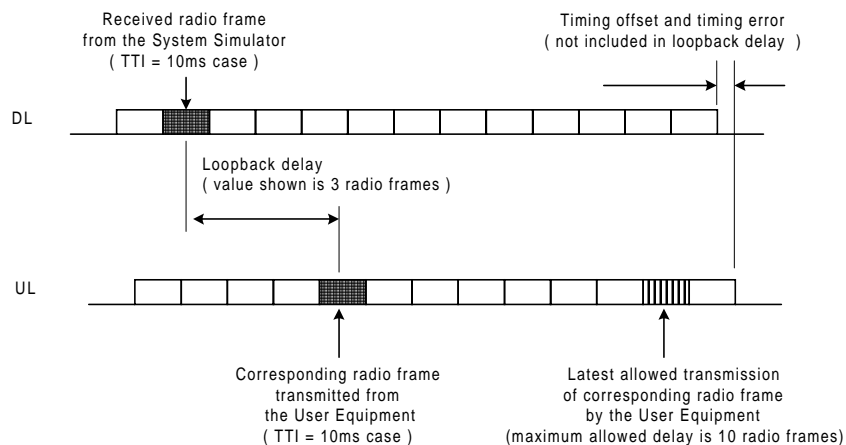 Received radio frame
from the System Simulator
( TTI = 10ms case )
Timing offset and timing error
( not included in loopback delay )
DL
Loopback delay
( value shown is 3 radio frames )
UL
Corresponding radio frame
transmitted from
the User Equipment
( TTI = 10ms case )
Latest allowed transmission
of corresponding radio frame
by the User Equipment
(maximum allowed delay is 10 radio frames)